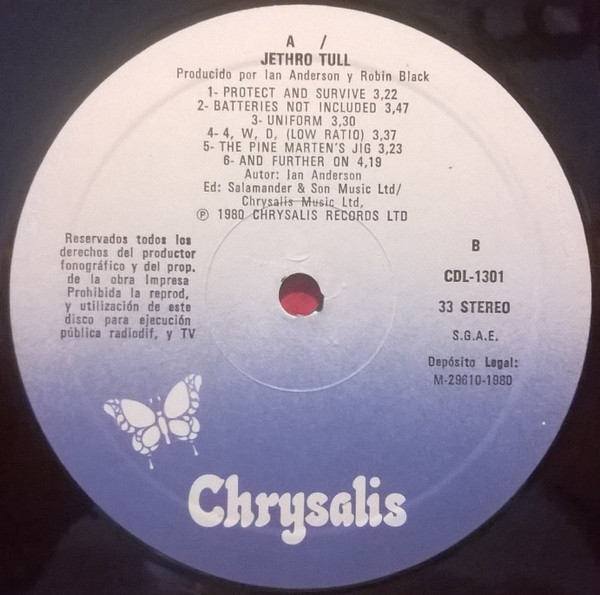 A /
JETHRO TULL
Producido por Ian Anderson y Robin Black
1- PROTECT AND SURVIVE 3,22
2- BATTERIES NOT INCLUDED 3,47
3- UNIFORM 3,30
4- 4, W, D, (LOW RATIO) 3,37
5- THE PINE MARTEN'S JIG 3,23
6- AND FURTHER ON 4,19
Autor: Ian Anderson
Ed: Salamander & Son Music Ltd/
Chrysalis Music Ltd,
℗ 1980 CHRYSALIS RECORDS LTD
Reservados todos los
derechos del productor
fonográfico y del prop.
de la obra Impresa
Prohibida la reprod,
y utilización de este
disco para ejecución
pública radiodif, y TV
B
CDL-1301
33 STEREO
S.G.A.E.
Depósito Legal:
M-29610-1980
Chrysalis